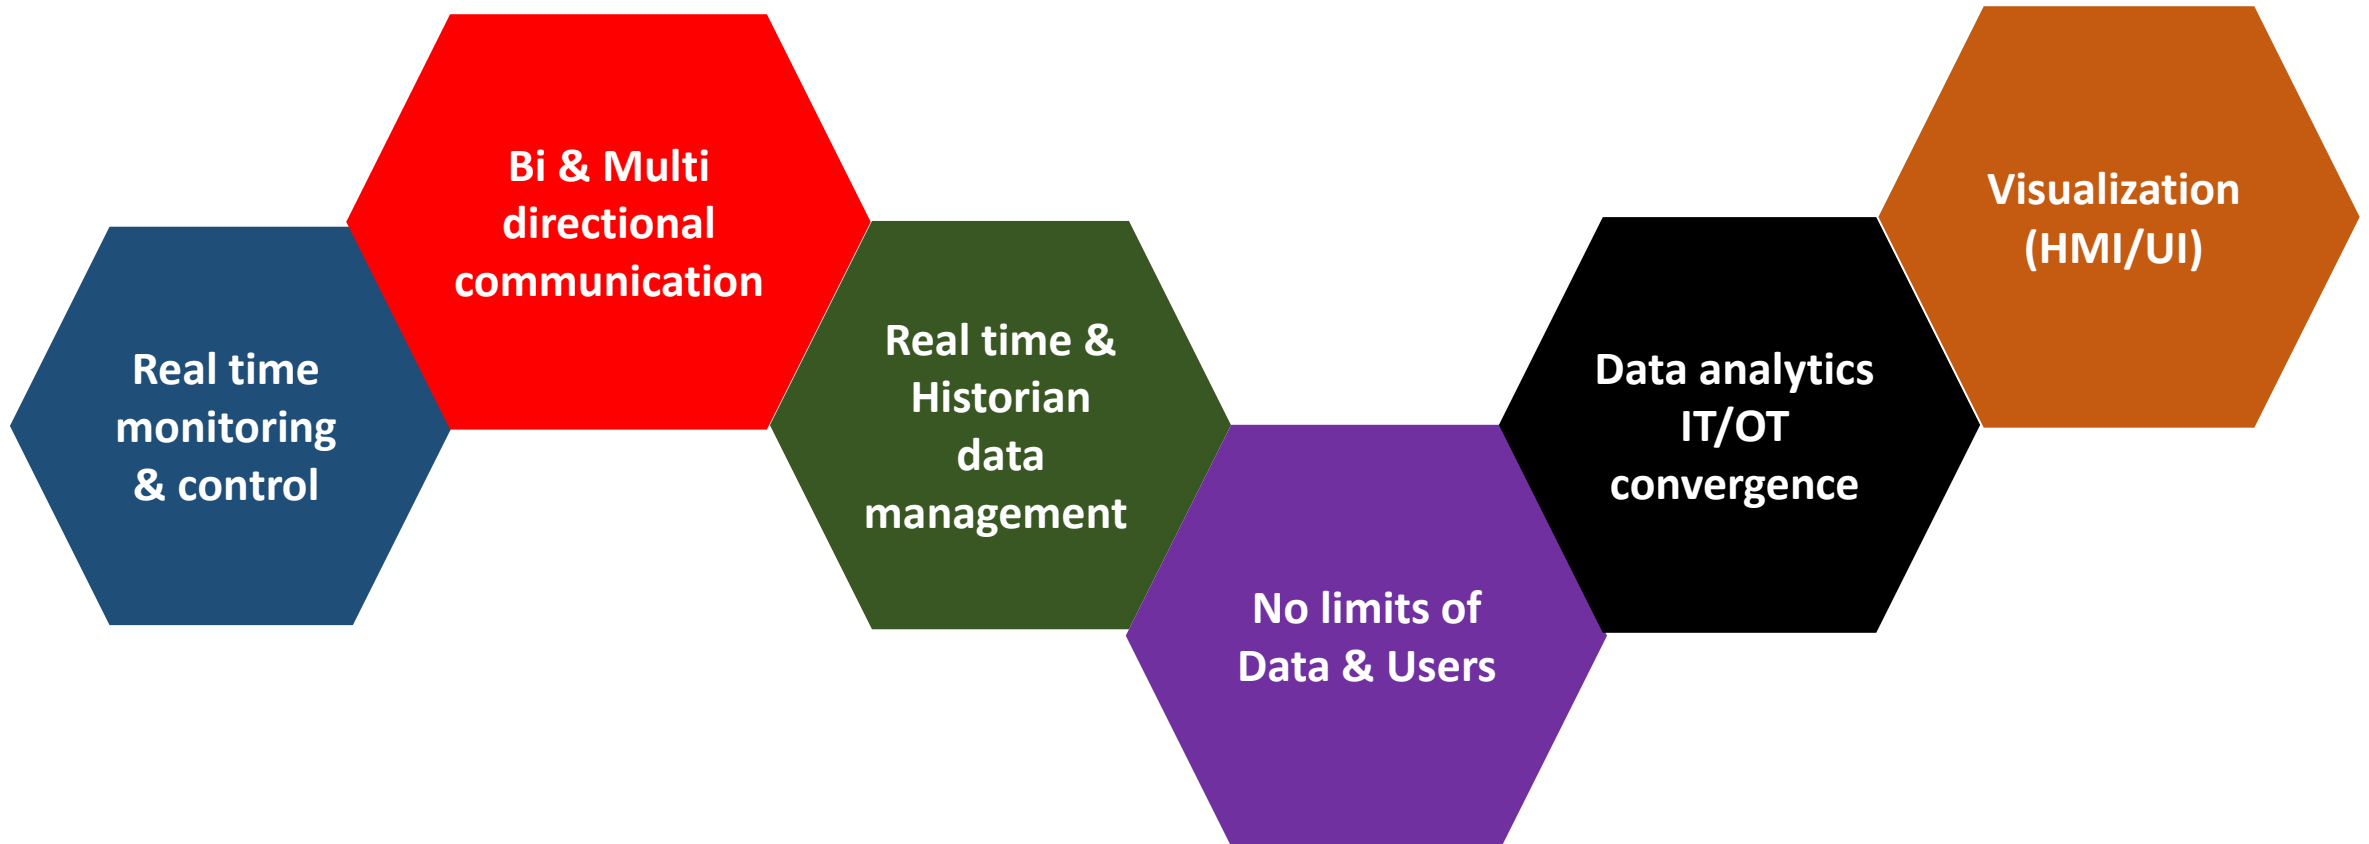 Real time
monitoring
& control
Bi & Multi
directional
communication
Real time &
Historian
data
management
No limits of
Data & Users
Data analytics
IT/OT
convergence
Visualization
(HMI/UI)